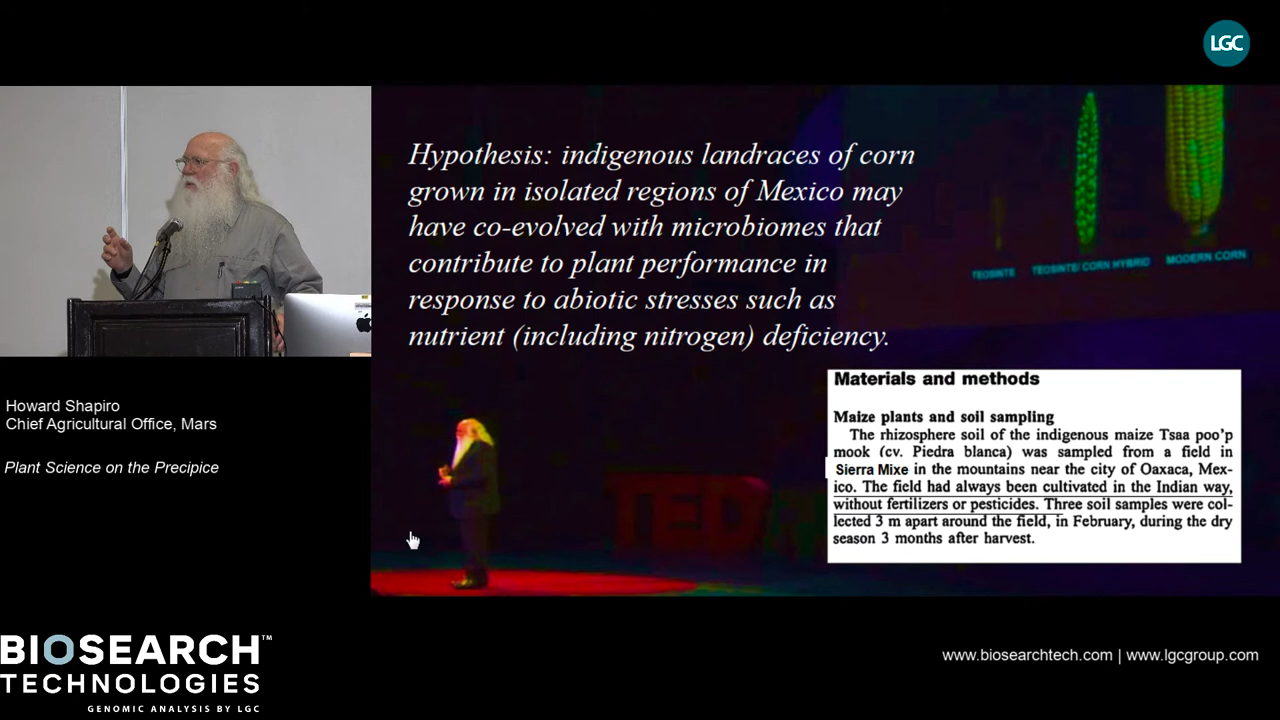 LGC
Hypothesis: indigenous landraces of corn
grown in isolated regions of Mexico may
have co-evolved with microbiomes that
contribute to plant performance in
response to abiotic stresses such as
nutrient (including nitrogen) deficiency.
TEOSINTE
TEOSINTE/ CORN HYBRID
MODERN CORN
Materials and methods
Maize plants and soil sampling
The rhizosphere soil of the indigenous maize Tsaa poo'p
mook (cv. Piedra blanca) was sampled from a field in
Sierra Mixe in the mountains near the city of Oaxaca, Mex-
ico. The field had always been cultivated in the Indian way,
without fertilizers or pesticides. Three soil samples were col-
lected 3 m apart around the field, in February, during the dry
season 3 months after harvest.
TED
Howard Shapiro
Chief Agricultural Office, Mars
Plant Science on the Precipice
BIOSEARCH™
TECHNOLOGIES
GENOMIC ANALYSIS BY LGC
www.biosearchtech.com | www.lgcgroup.com